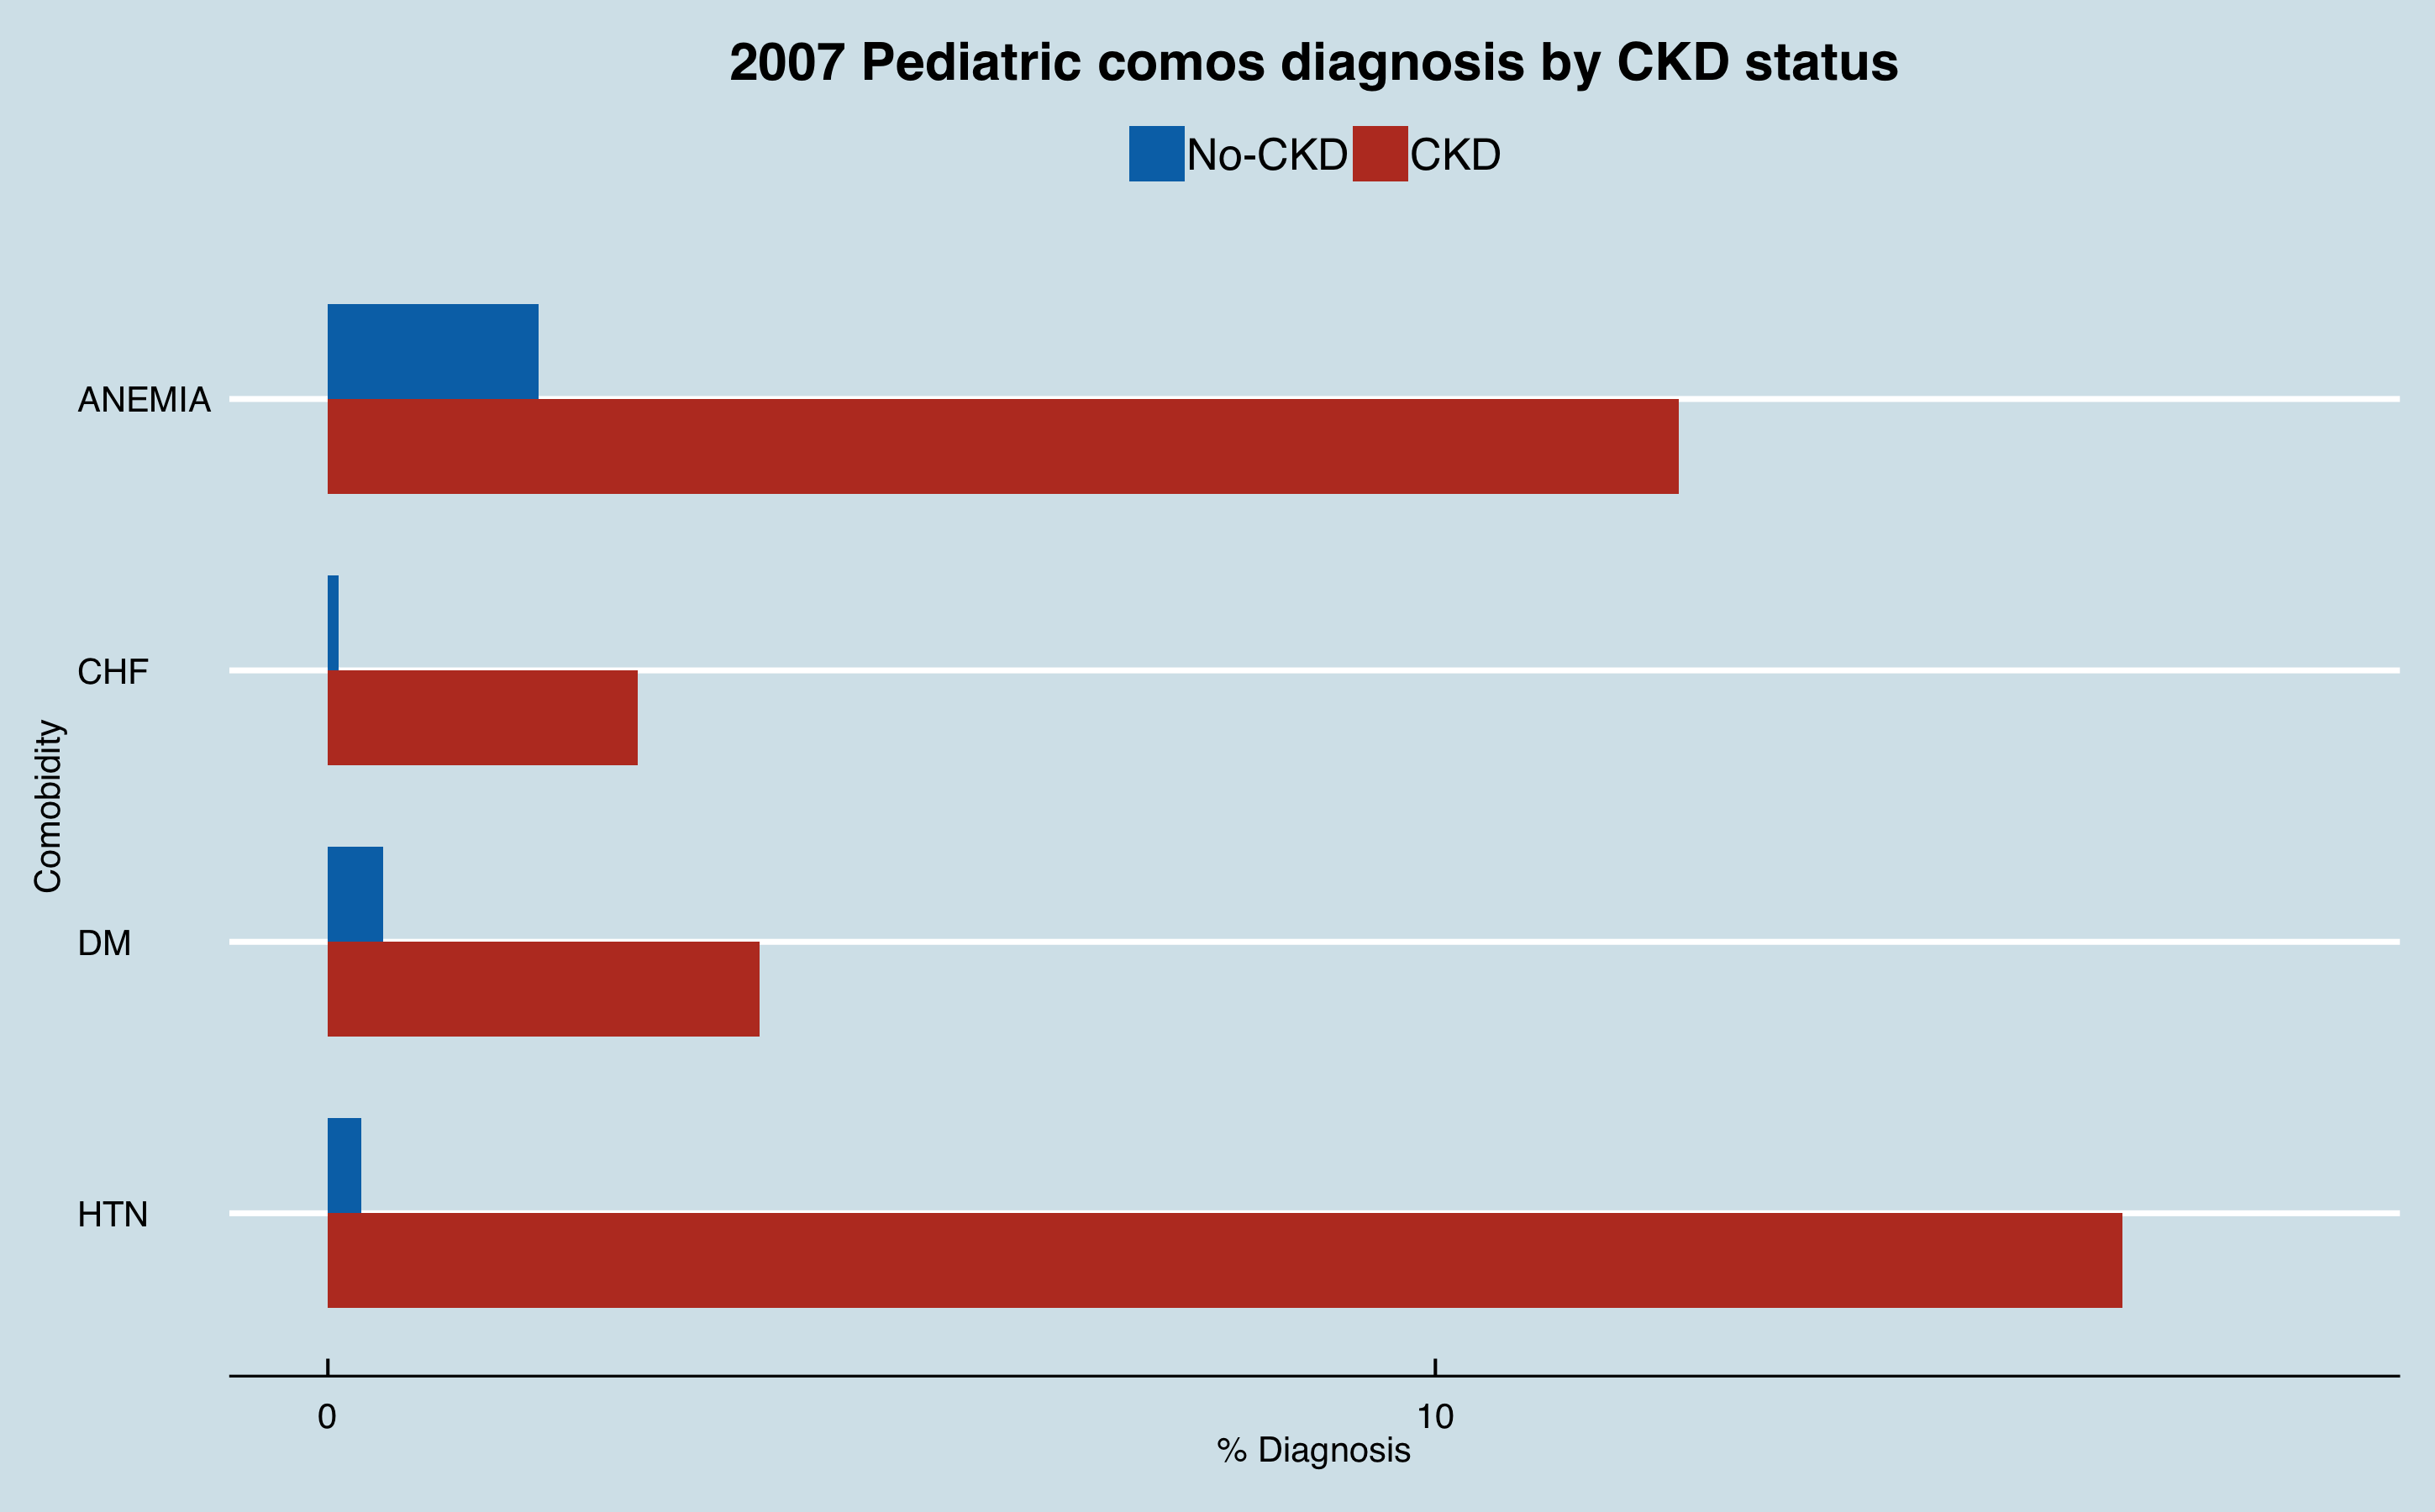 2007 Pediatric comos diagnosis by CKD status
No-CKD CKD
ANEMIA
CHF
DM
HTN
Comobidity
0 10
% Diagnosis